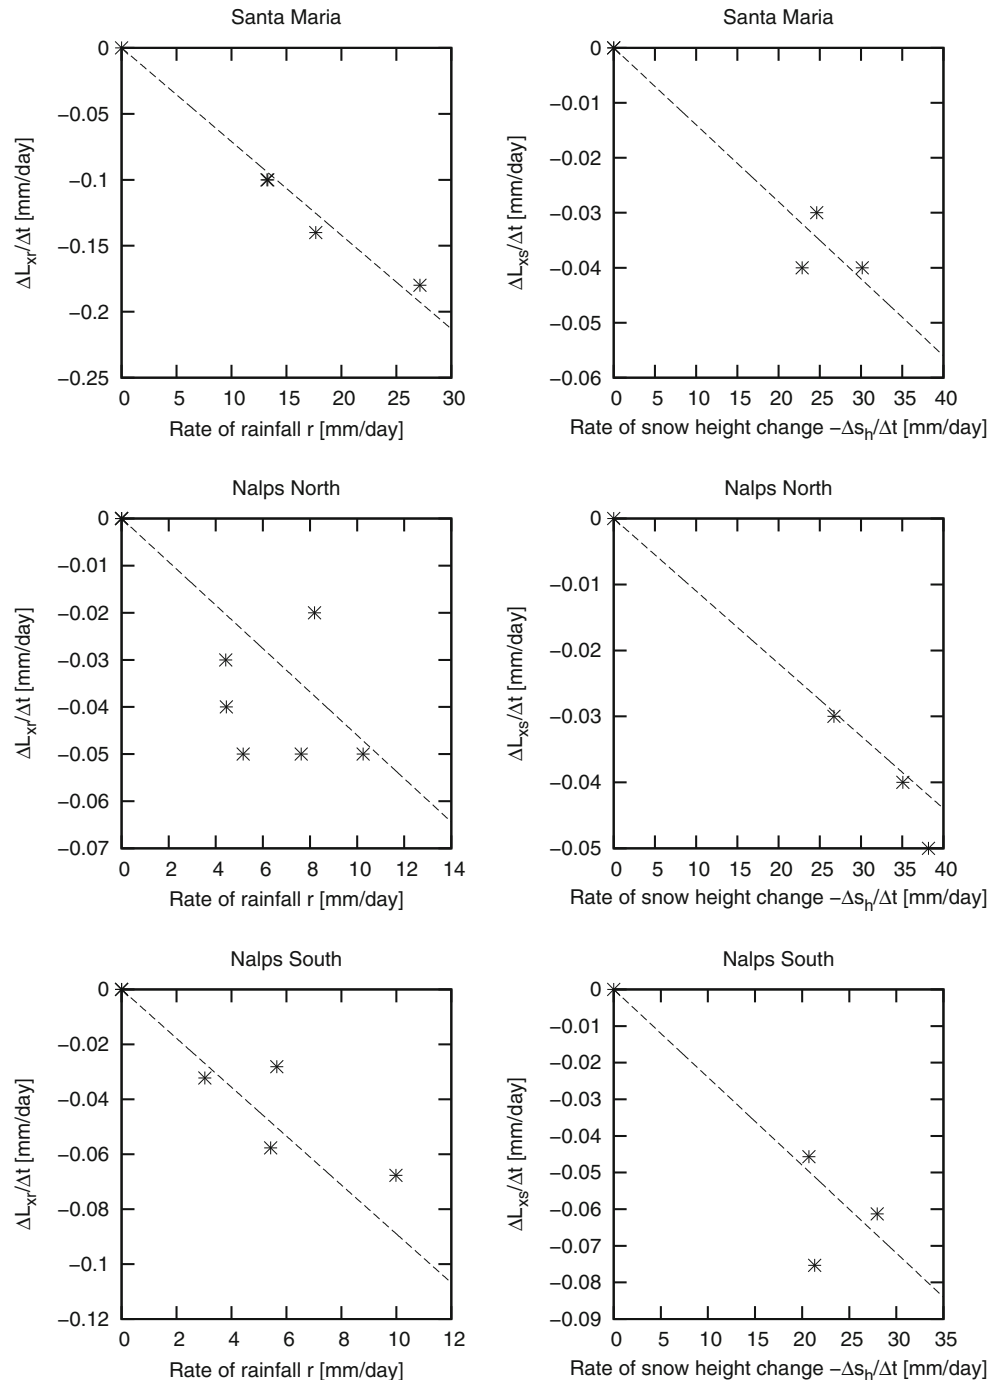 Santa Maria
0
−0.05
−0.1
−0.15
−0.2
−0.25
ΔLxr/Δt [mm/day]
0 5 10 15 20 25 30
Rate of rainfall r [mm/day]
Santa Maria
0
−0.01
−0.02
−0.03
−0.04
−0.05
−0.06
ΔLxs/Δt [mm/day]
0 5 10 15 20 25 30 35 40
Rate of snow height change −Δsh/Δt [mm/day]
Nalps North
0
−0.01
−0.02
−0.03
−0.04
−0.05
−0.06
−0.07
ΔLxr/Δt [mm/day]
0 2 4 6 8 10 12 14
Rate of rainfall r [mm/day]
Nalps North
0
−0.01
−0.02
−0.03
−0.04
−0.05
ΔLxs/Δt [mm/day]
0 5 10 15 20 25 30 35 40
Rate of snow height change −Δsh/Δt [mm/day]
Nalps South
0
−0.02
−0.04
−0.06
−0.08
−0.1
−0.12
ΔLxr/Δt [mm/day]
0 2 4 6 8 10 12
Rate of rainfall r [mm/day]
Nalps South
0
−0.01
−0.02
−0.03
−0.04
−0.05
−0.06
−0.07
−0.08
−0.09
ΔLxs/Δt [mm/day]
0 5 10 15 20 25 30 35
Rate of snow height change −Δsh/Δt [mm/day]